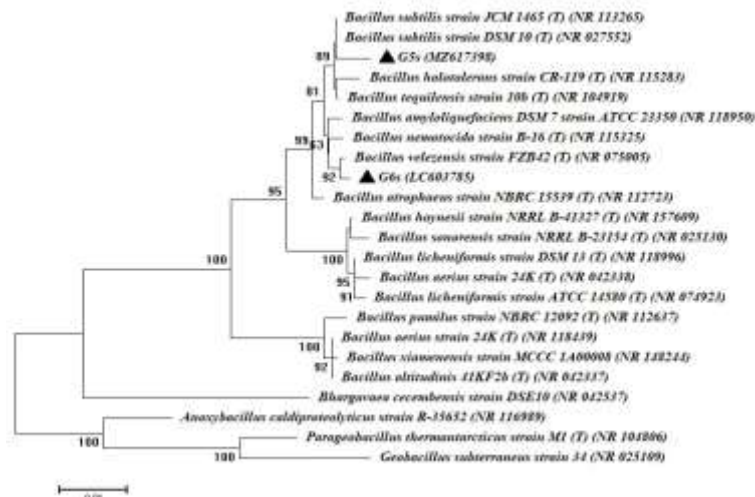 Bacillus subtilis strain JCM 1465 (T) (NR 113265)
Bacillus subtilis strain DSM 10 (T) (NR 027552)
89
G5s (MZ617398)
Bacillus halotolerans strain CR-119 (T) (NR 115283)
81
Bacillus tequilensis strain 10b (T) (NR 104919)
Bacillus amyloliquefaciens DSM 7 strain ATCC 23350 (NR 118950)
99
63
Bacillus nematocida strain B-16 (T) (NR 115325)
Bacillus velezensis strain FZB42 (T) (NR 075005)
92
G6s (LC603785)
95
Bacillus atrophaeus strain NBRC 15539 (T) (NR 112723)
Bacillus haynesii strain NRRL B-41327 (T) (NR 157609)
Bacillus sonorensis strain NRRL B-23154 (T) (NR 025130)
100
100
Bacillus licheniformis strain DSM 13 (T) (NR 118996)
95
Bacillus aerius strain 24K (T) (NR 042338)
91
Bacillus licheniformis strain ATCC 14580 (T) (NR 074923)
Bacillus pumilus strain NBRC 12092 (T) (NR 112637)
100
Bacillus aerius strain 24K (T) (NR 118439)
92
Bacillus xiamenensis strain MCCC 1A00008 (NR 148244)
Bacillus altitudinis 41KF2b (T) (NR 042337)
Bhargavaea cecembensis strain DSE10 (NR 042537)
Anoxybacillus caldiproteolyticus strain R-35652 (NR 116989)
100
Parageobacillus thermantarcticus strain M1 (T) (NR 104806)
100
Geobacillus subterraneus strain 34 (NR 025109)